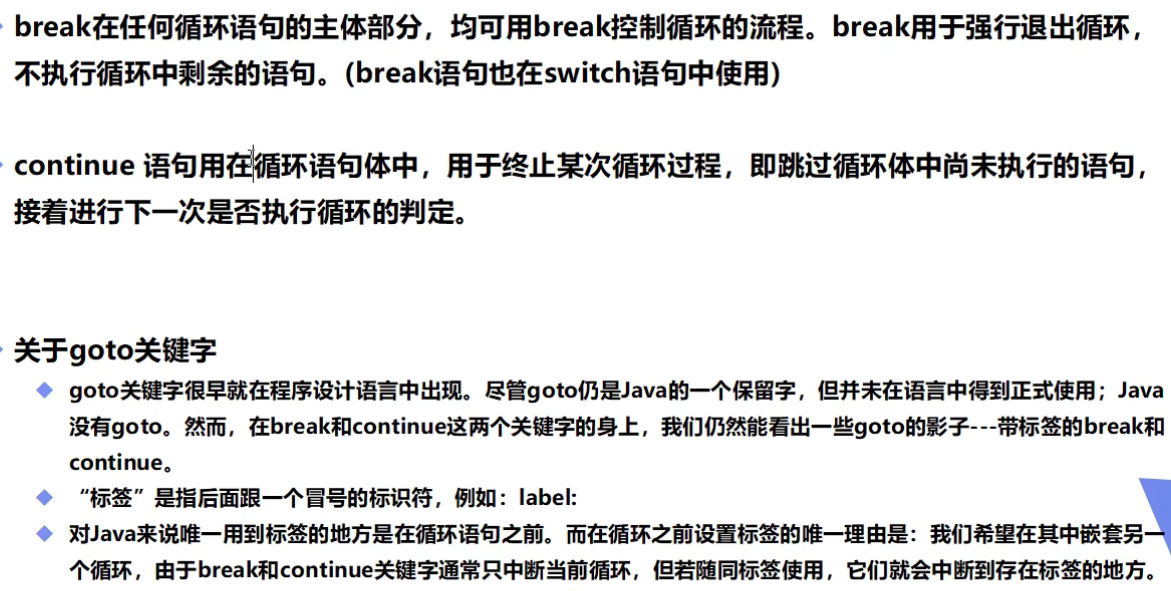 break在任何循环语句的主体部分，均可用break控制循环的流程。break用于强行退出循环，
不执行循环中剩余的语句。(break语句也在switch语句中使用)
continue 语句用在循环语句体中，用于终止某次循环过程，即跳过循环体中尚未执行的语句，
接着进行下一次是否执行循环的判定。
关于goto关键字
goto关键字很早就在程序设计语言中出现。尽管goto仍是Java的一个保留字，但并未在语言中得到正式使用；Java
没有goto。然而，在break和continue这两个关键字的身上，我们仍然能看出一些goto的影子---带标签的break和
continue。
“标签”是指后面跟一个冒号的标识符，例如：label:
对Java来说唯一用到标签的地方是在循环语句之前。而在循环之前设置标签的唯一理由是：我们希望在其中嵌套另一
个循环，由于break和continue关键字通常只中断当前循环，但若随同标签使用，它们就会中断到存在标签的地方。